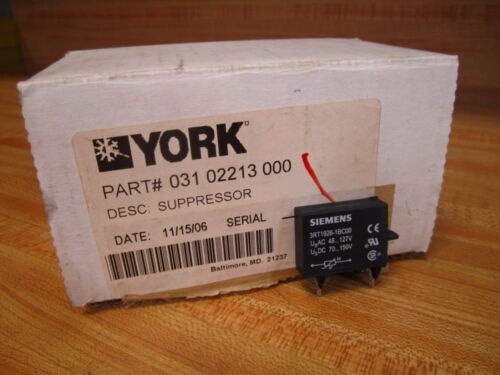 YORK
PART# 031 02213 000
DESC: SUPPRESSOR
DATE: 11/15/06 SERIAL
Baltimore, MD. 21237
SIEMENS
3RT1926-1BC00
UsAC 48...127V
UsDC 70...150V
CE